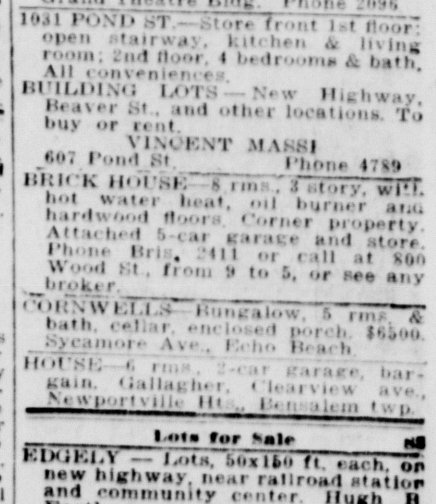 Grand Theatre Bldg. Phone 2096
1031 POND ST.—Store front 1st floor;
open stairway, kitchen & living
room; 2nd floor, 4 bedrooms & bath.
All conveniences.
BUILDING LOTS—New Highway,
Beaver St., and other locations. To
buy or rent.
VINCENT MASSI
607 Pond St. Phone 4789
BRICK HOUSE—8 rms., 3 story, with
hot water heat, oil burner and
hardwood floors. Corner property.
Attached 5-car garage and store.
Phone Bris. 2411 or call at 800
Wood St., from 9 to 5, or see any
broker.
CORNWELLS—Bungalow, 5 rms. &
bath, cellar, enclosed porch. $6500.
Sycamore Ave., Echo Beach.
HOUSE—6 rms., 2-car garage, bar-
gain. Gallagher, Clearview ave.,
Newportville Hts., Bensalem twp.
Lots for Sale 88
EDGELY — Lots, 50x150 ft. each, on
new highway, near railroad station
and community center. Hugh B